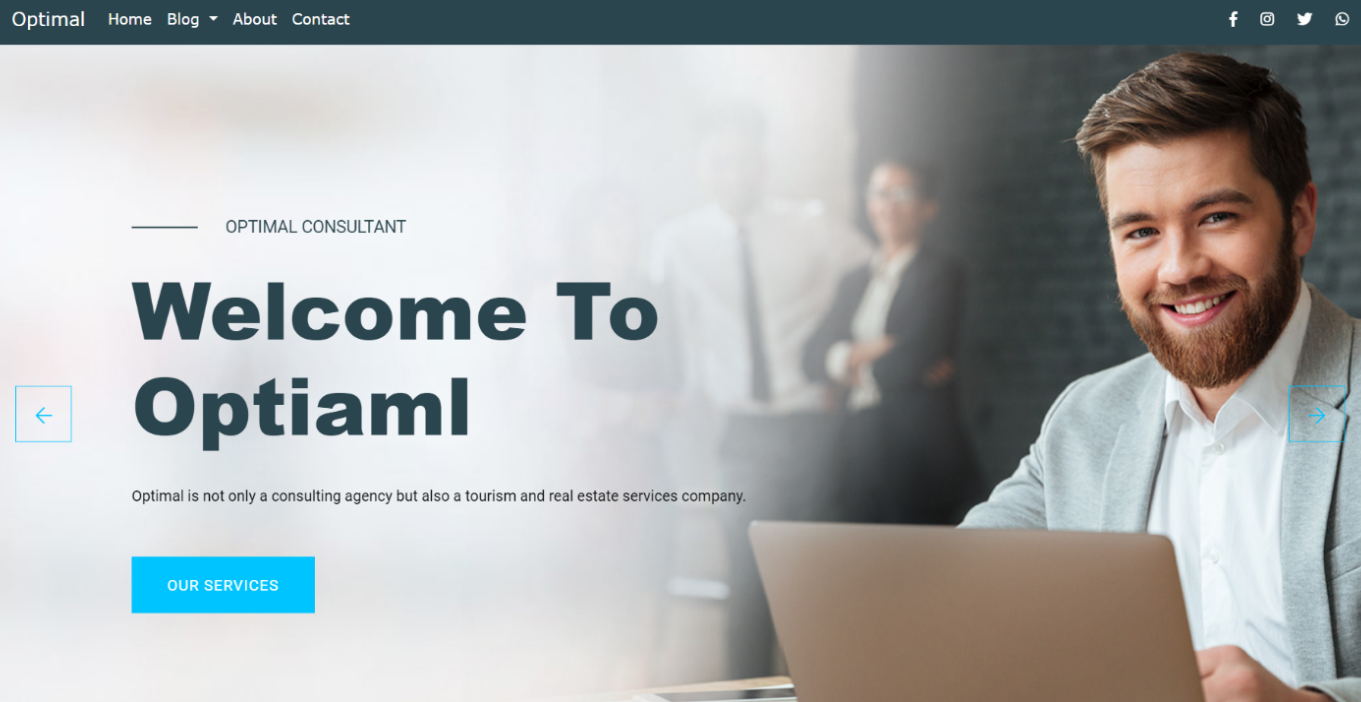 Optimal Home Blog About Contact
OPTIMAL CONSULTANT
Welcome To
Optiaml
Optimal is not only a consulting agency but also a tourism and real estate services company.
OUR SERVICES